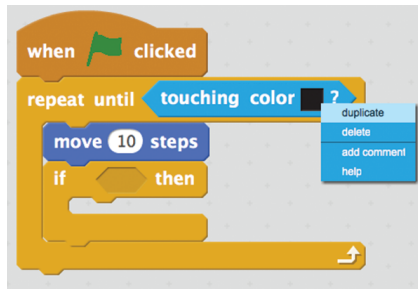 when clicked
repeat until touching color ?
duplicate
delete
add comment
help
move 10 steps
if then